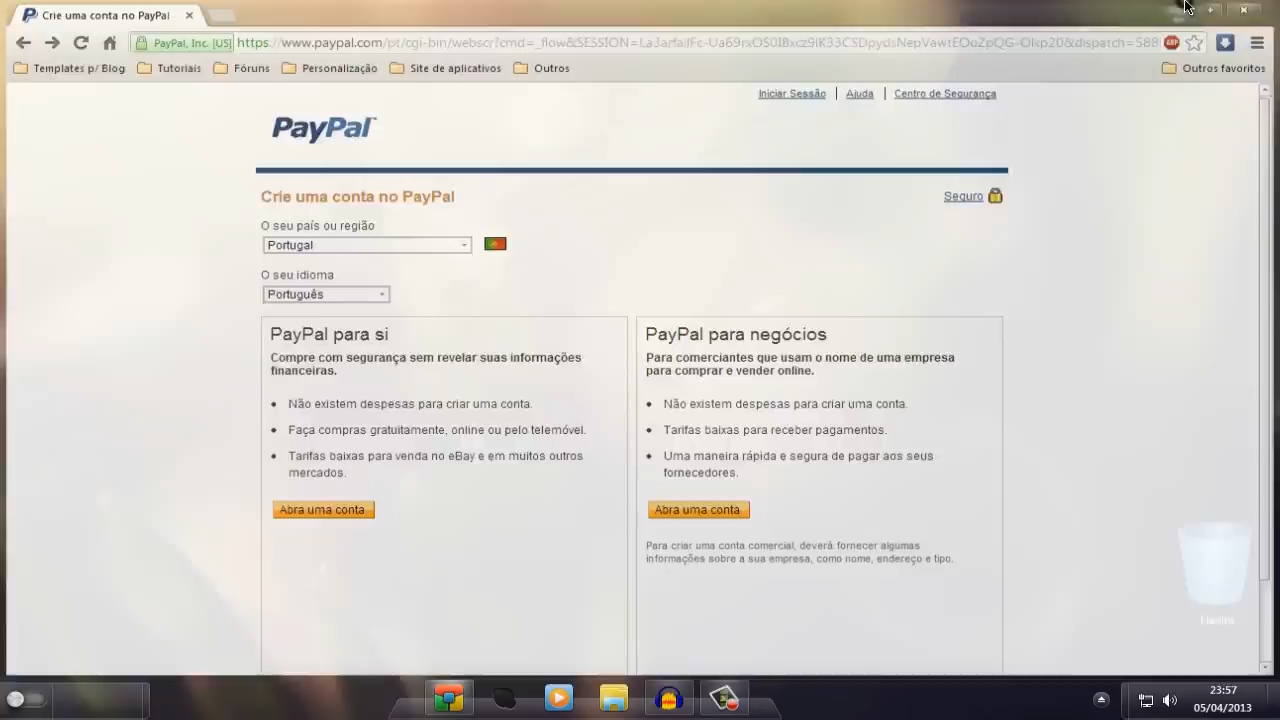 Crie uma conta no PayPal
PayPal, Inc. [US]
Templates p/ Blog
Tutoriais
Fóruns
Personalização
Site de aplicativos
Outros
Outros favoritos
Iniciar Sessão
Ajuda
Centro de Segurança
PayPal
Crie uma conta no PayPal
Seguro
O seu país ou região
Portugal
O seu idioma
Português
PayPal para si
Compre com segurança sem revelar suas informações
financeiras.
Não existem despesas para criar uma conta.
Faça compras gratuitamente, online ou pelo telemóvel.
Tarifas baixas para venda no eBay e em muitos outros
mercados.
Abra uma conta
PayPal para negócios
Para comerciantes que usam o nome de uma empresa
para comprar e vender online.
Não existem despesas para criar uma conta.
Tarifas baixas para receber pagamentos.
Uma maneira rápida e segura de pagar aos seus
fornecedores.
Abra uma conta
Para criar uma conta comercial, deverá fornecer algumas
informações sobre a sua empresa, como nome, endereço e tipo.
23:57
05/04/2013